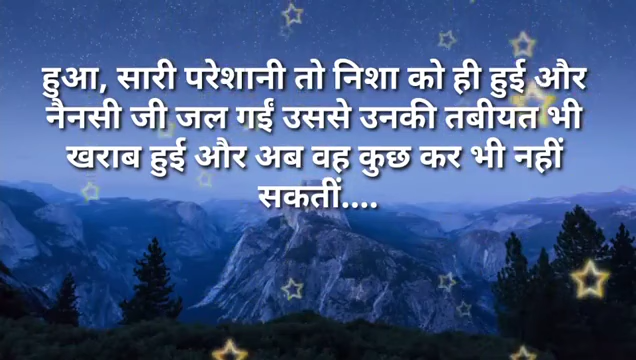 हुआ, सारी परेशानी तो निशा को ही हुई और
नैनसी जी जल गईं उससे उनकी तबीयत भी
खराब हुई और अब वह कुछ कर भी नहीं
सकतीं....